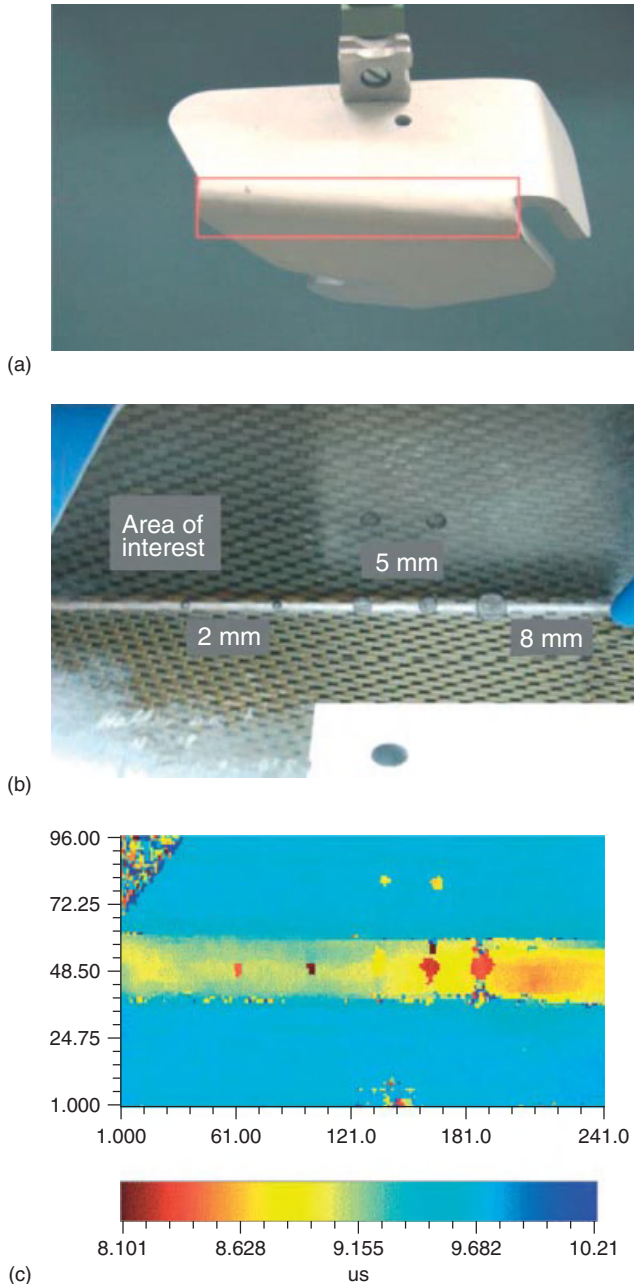 (a)
Area of
interest
5 mm
2 mm
8 mm
(b)
96.00
72.25
48.50
24.75
1.000
1.000 61.00 121.0 181.0 241.0
8.101 8.628 9.155 9.682 10.21
us
(c)